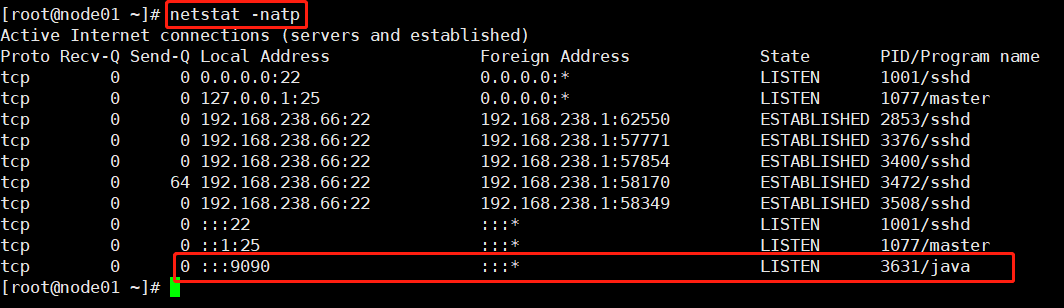 [root@node01 ~]# netstat -natp
Active Internet connections (servers and established)
Proto Recv-Q Send-Q Local Address           Foreign Address         State       PID/Program name
tcp        0      0 0.0.0.0:22              0.0.0.0:*               LISTEN      1001/sshd
tcp        0      0 127.0.0.1:25            0.0.0.0:*               LISTEN      1077/master
tcp        0      0 192.168.238.66:22       192.168.238.1:62550     ESTABLISHED 2853/sshd
tcp        0      0 192.168.238.66:22       192.168.238.1:57771     ESTABLISHED 3376/sshd
tcp        0      0 192.168.238.66:22       192.168.238.1:57854     ESTABLISHED 3400/sshd
tcp        0     64 192.168.238.66:22       192.168.238.1:58170     ESTABLISHED 3472/sshd
tcp        0      0 192.168.238.66:22       192.168.238.1:58349     ESTABLISHED 3508/sshd
tcp        0      0 :::22                   :::*                    LISTEN      1001/sshd
tcp        0      0 ::1:25                  :::*                    LISTEN      1077/master
tcp        0      0 :::9090                 :::*                    LISTEN      3631/java
[root@node01 ~]#